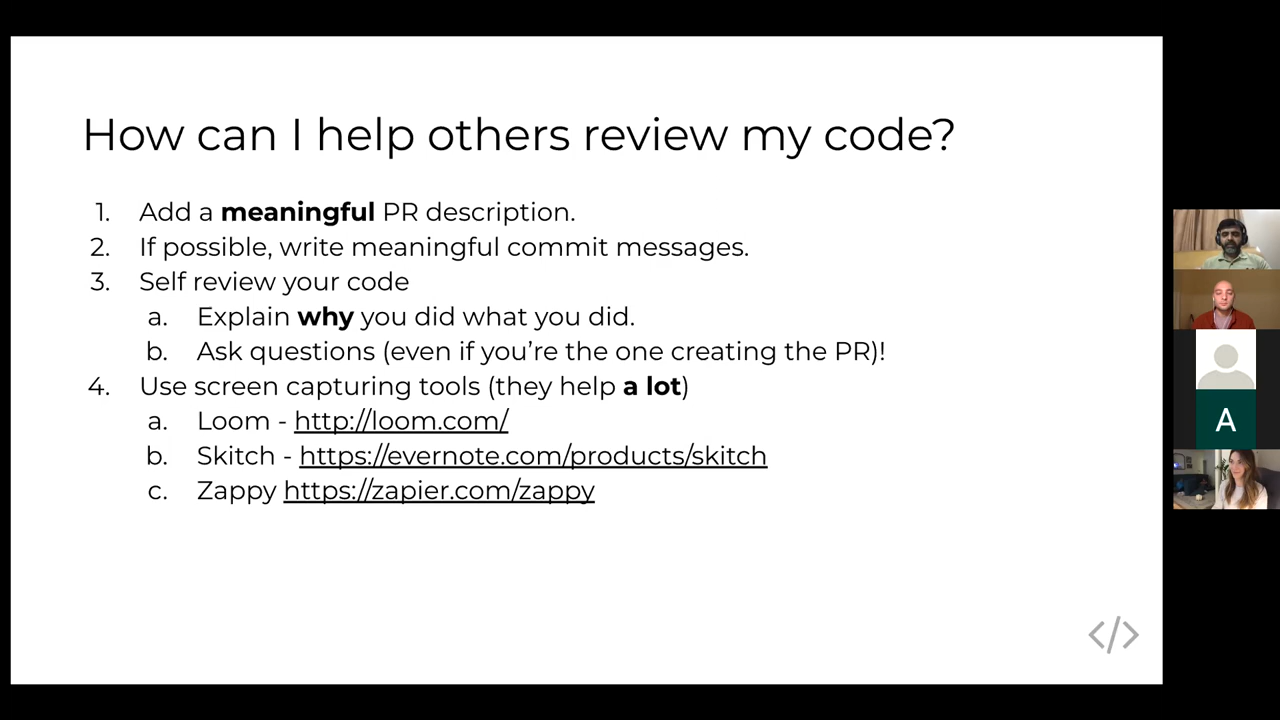 How can I help others review my code?
1. Add a meaningful PR description.
2. If possible, write meaningful commit messages.
3. Self review your code
a. Explain why you did what you did.
b. Ask questions (even if you’re the one creating the PR)!
4. Use screen capturing tools (they help a lot)
a. Loom - http://loom.com/
b. Skitch - https://evernote.com/products/skitch
c. Zappy https://zapier.com/zappy
A
</>